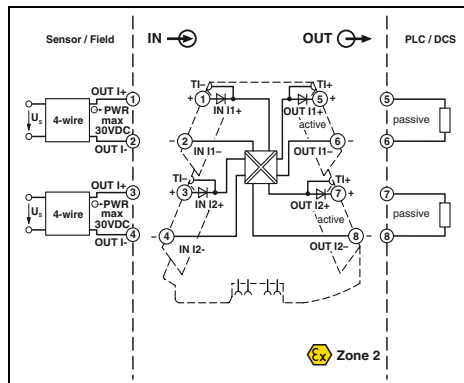 Sensor / Field
IN
OUT
PLC / DCS
OUT I+
1
4-wire
Us
PWR
max
30VDC
2
OUT I-
OUT I+
3
4-wire
Us
PWR
max
30VDC
4
OUT I-
TI–
+
1
IN I1+
–
2
IN I1–
TI–
+
3
IN I2+
–
4
IN I2-
TI+
5
+
OUT I1+
active
6
–
OUT I1–
TI+
7
+
OUT I2+
active
8
–
OUT I2–
5
passive
6
7
passive
8
Ex
Zone 2